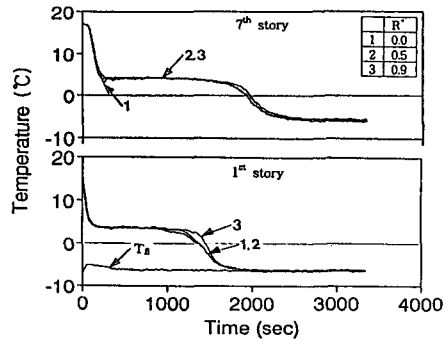 7th story
R*
1 0.0
2 0.5
3 0.9
20
10
0
-10
2,3
1
Temperature (℃)
1st story
20
10
0
-10
3
1,2
Tfl
0 1000 2000 3000 4000
Time (sec)